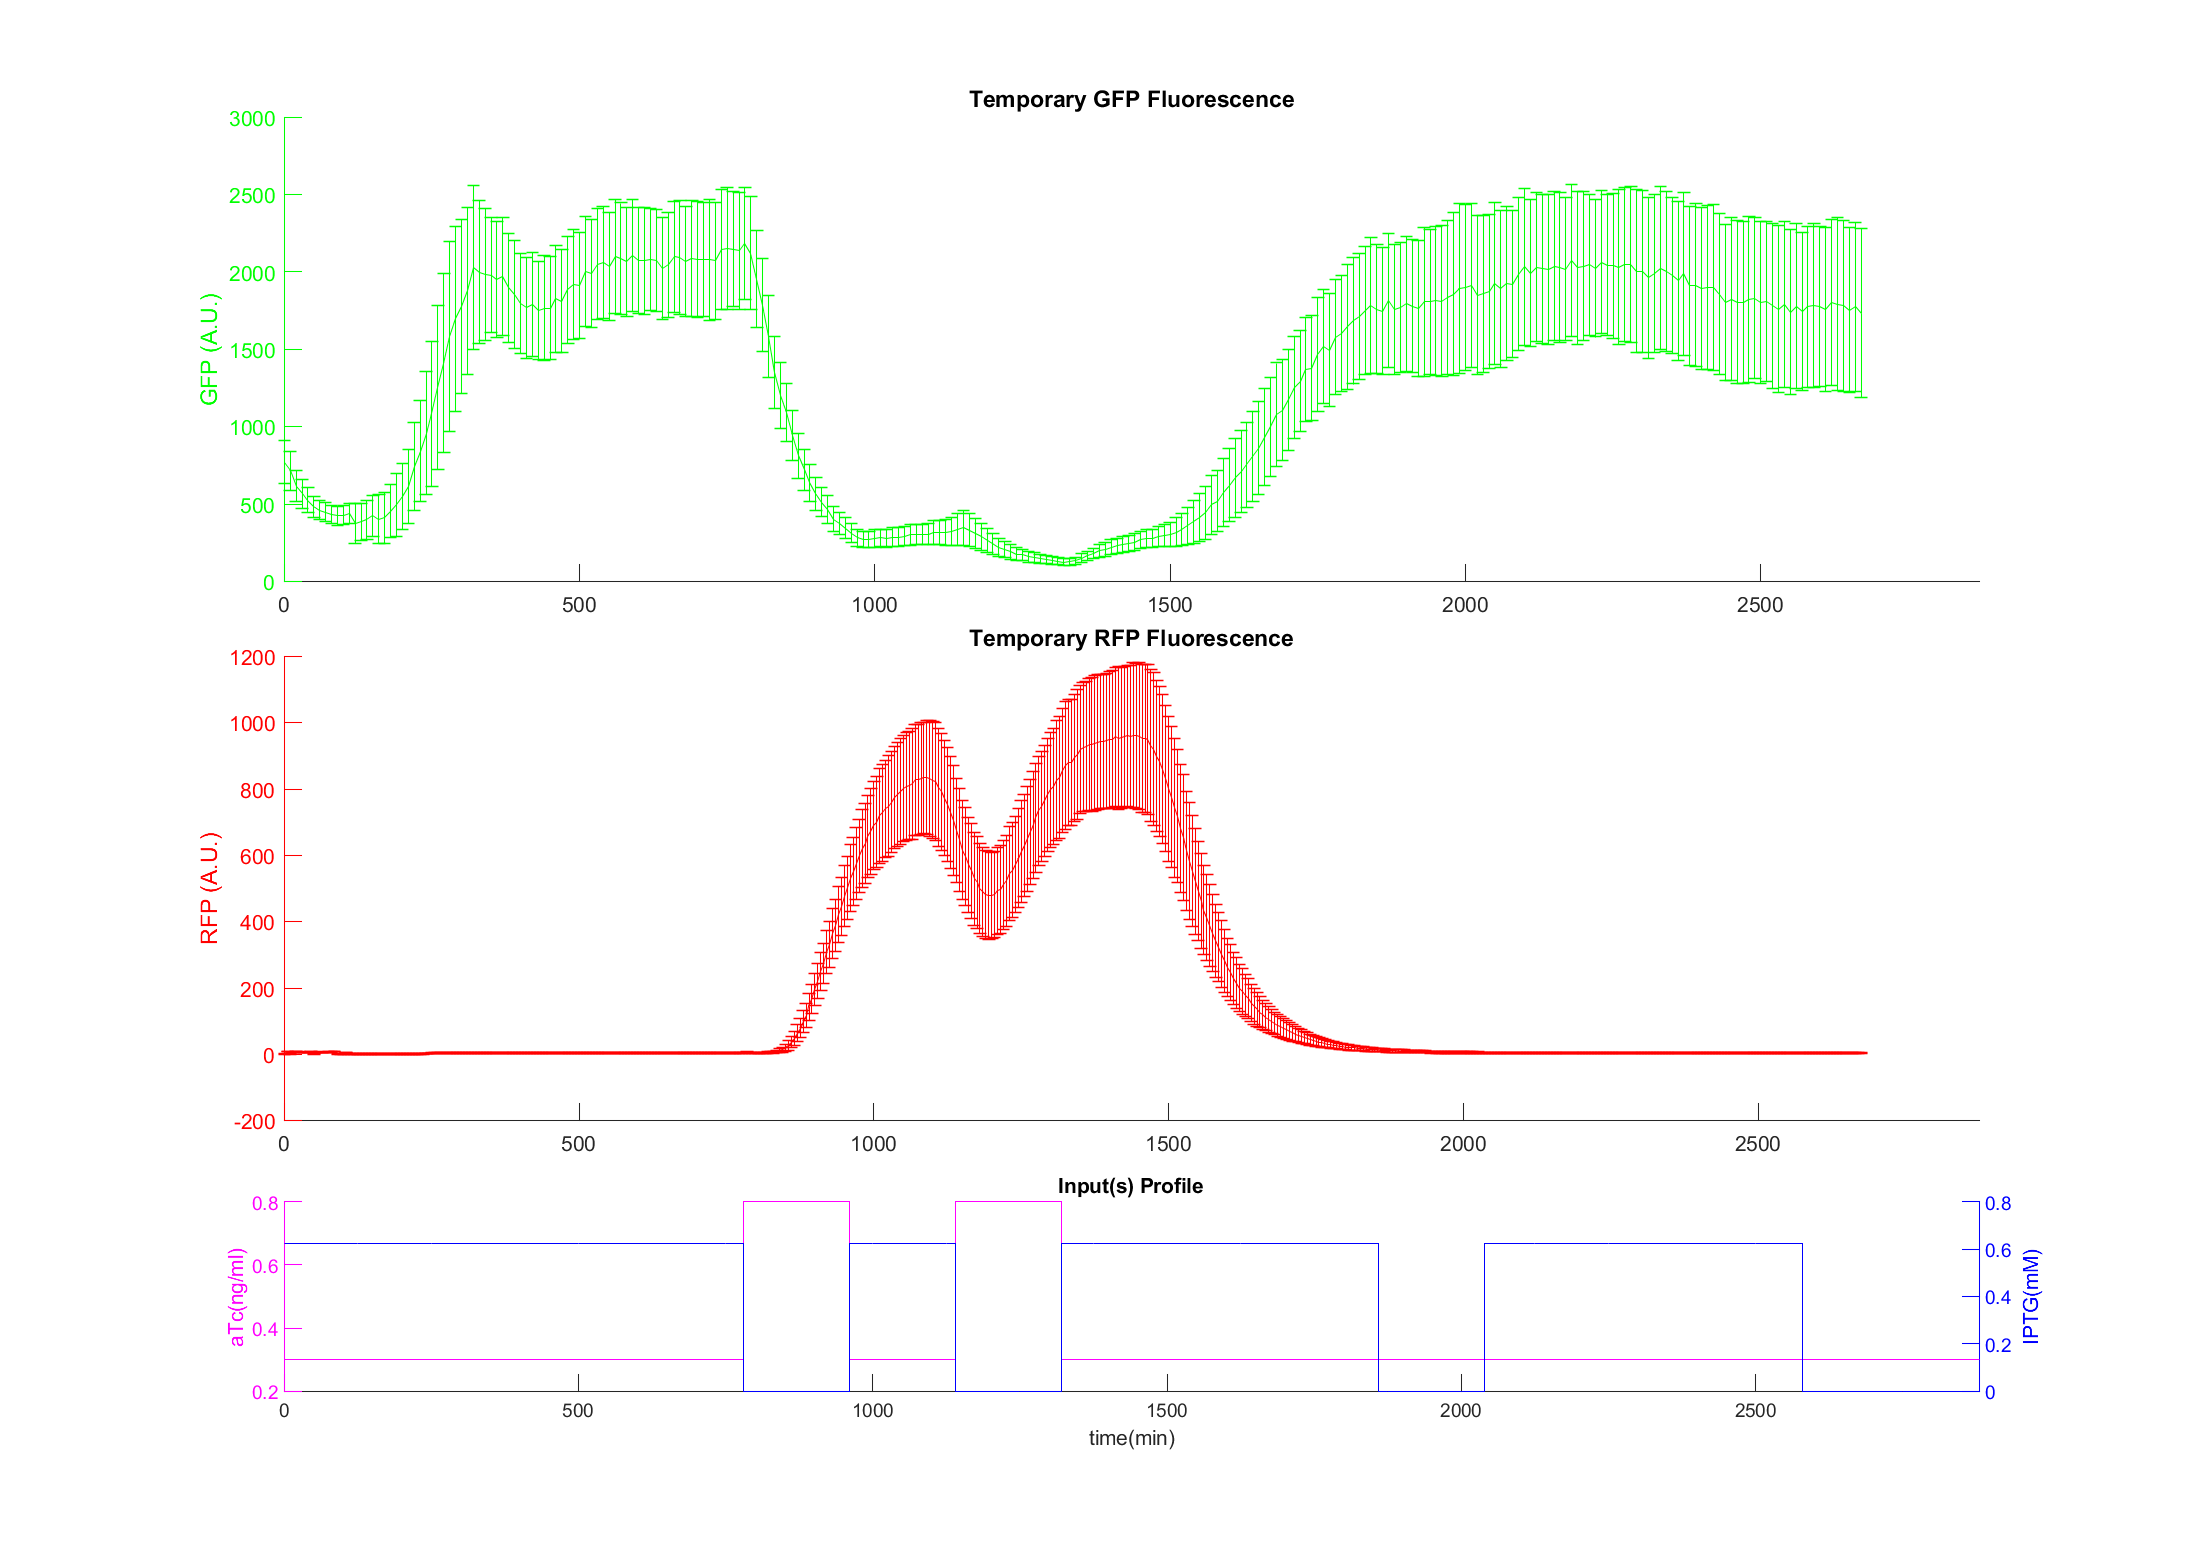 Temporary GFP Fluorescence
3000
2500
2000
1500
1000
500
0
GFP (A.U.)
0 500 1000 1500 2000 2500
Temporary RFP Fluorescence
1200
1000
800
600
400
200
0
-200
RFP (A.U.)
0 500 1000 1500 2000 2500
Input(s) Profile
0.8
0.6
0.4
0.2
aTc(ng/ml)
0.8
0.6
0.4
0.2
0
IPTG(mM)
0 500 1000 1500 2000 2500
time(min)